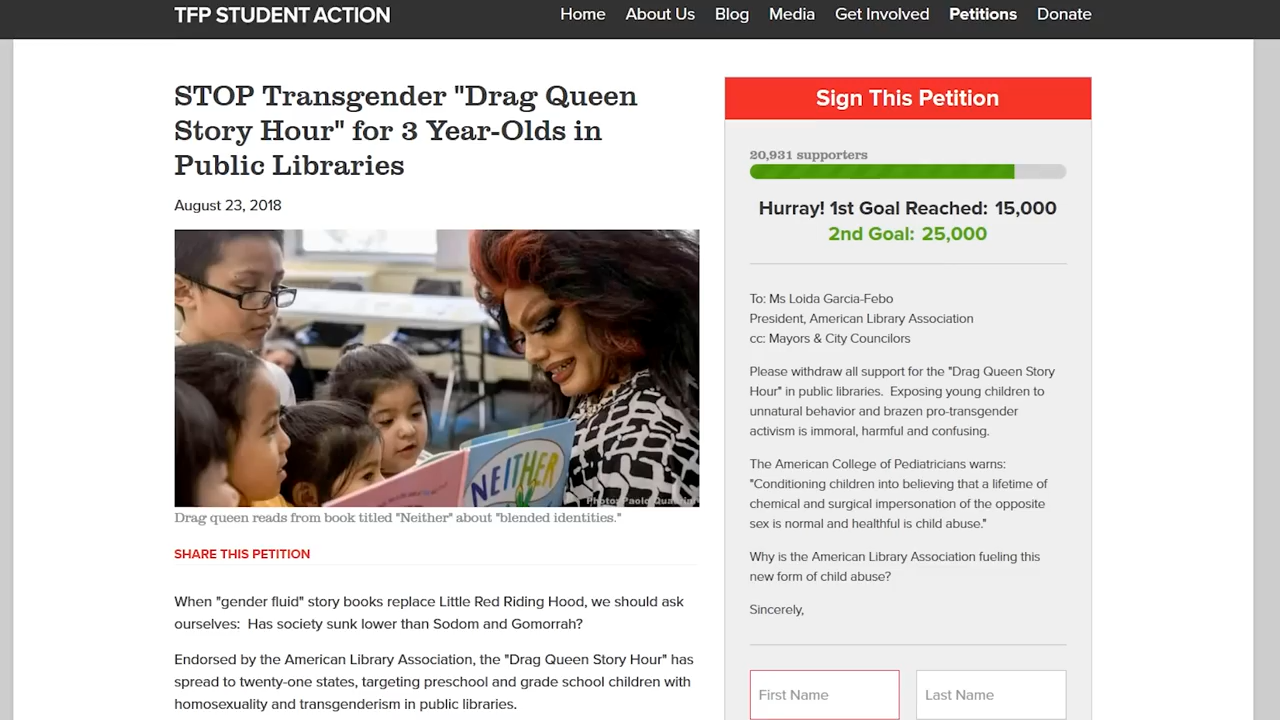 TFP STUDENT ACTION
Home About Us Blog Media Get Involved Petitions Donate
STOP Transgender "Drag Queen
Story Hour" for 3 Year-Olds in
Public Libraries
August 23, 2018
NEITHER
Photo: Paolo
Drag queen reads from book titled "Neither" about "blended identities."
SHARE THIS PETITION
When "gender fluid" story books replace Little Red Riding Hood, we should ask
ourselves: Has society sunk lower than Sodom and Gomorrah?
Endorsed by the American Library Association, the "Drag Queen Story Hour" has
spread to twenty-one states, targeting preschool and grade school children with
homosexuality and transgenderism in public libraries.
Sign This Petition
20,931 supporters
Hurray! 1st Goal Reached: 15,000
2nd Goal: 25,000
To: Ms Loida Garcia-Febo
President, American Library Association
cc: Mayors & City Councilors
Please withdraw all support for the "Drag Queen Story
Hour" in public libraries. Exposing young children to
unnatural behavior and brazen pro-transgender
activism is immoral, harmful and confusing.
The American College of Pediatricians warns:
"Conditioning children into believing that a lifetime of
chemical and surgical impersonation of the opposite
sex is normal and healthful is child abuse."
Why is the American Library Association fueling this
new form of child abuse?
Sincerely,
First Name Last Name